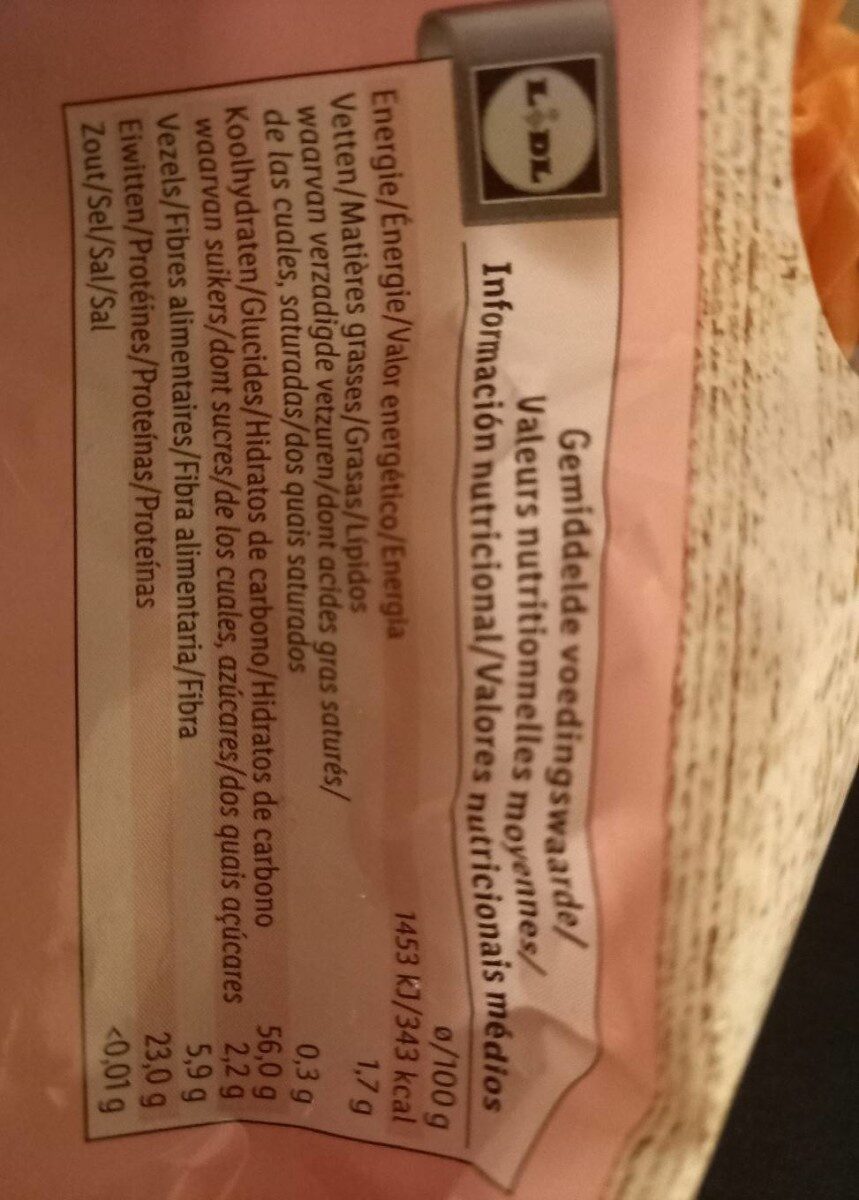 LIDL
Gemiddelde voedingswaarde/
Valeurs nutritionnelles moyennes/
Información nutricional/Valores nutricionais médios
ø/100 g
Energie/Énergie/Valor energético/Energia 1453 kJ/343 kcal
Vetten/Matières grasses/Grasas/Lípidos 1,7 g
waarvan verzadigde vetzuren/dont acides gras saturés/
de las cuales, saturadas/dos quais saturados 0,3 g
Koolhydraten/Glucides/Hidratos de carbono/Hidratos de carbono 56,0 g
waarvan suikers/dont sucres/de los cuales, azúcares/dos quais açúcares 2,2 g
Vezels/Fibres alimentaires/Fibra alimentaria/Fibra 5,9 g
Eiwitten/Protéines/Proteínas/Proteínas 23,0 g
Zout/Sel/Sal/Sal <0,01 g